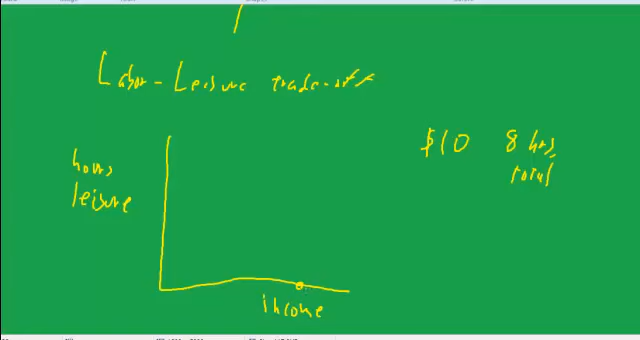 Labor - Leisure trade-off
hours
leisure
$10 8 hrs
total
income